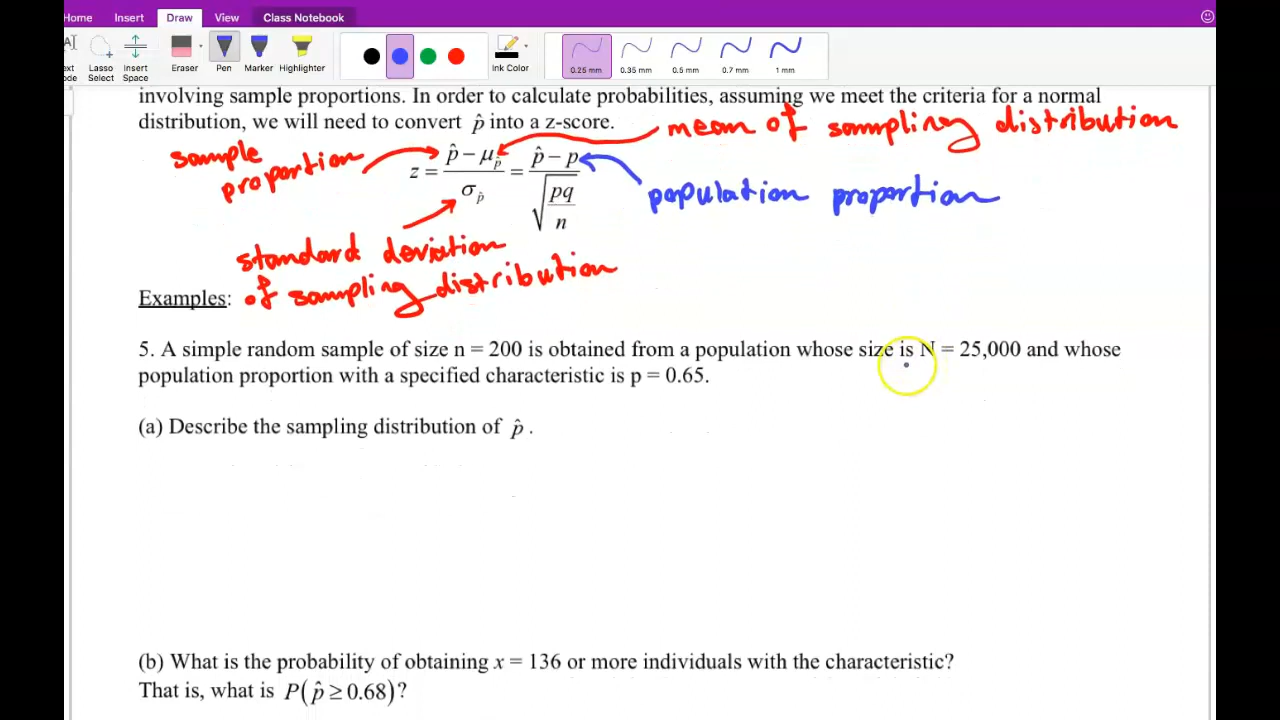 Home Insert Draw View Class Notebook
Lasso Select
Insert Space
Eraser
Pen
Marker
Highlighter
Ink Color
0.25 mm
0.35 mm
0.5 mm
0.7 mm
1 mm
involving sample proportions. In order to calculate probabilities, assuming we meet the criteria for a normal
distribution, we will need to convert p̂ into a z-score.
mean of sampling distribution
sample
proportion
z = (p̂ − μ_p̂) / σ_p̂ = (p̂ − p) / √(pq/n)
population proportion
standard deviation
of sampling distribution
Examples:
5. A simple random sample of size n = 200 is obtained from a population whose size is N = 25,000 and whose
population proportion with a specified characteristic is p = 0.65.
(a) Describe the sampling distribution of p̂ .
(b) What is the probability of obtaining x = 136 or more individuals with the characteristic?
That is, what is P(p̂ ≥ 0.68)?